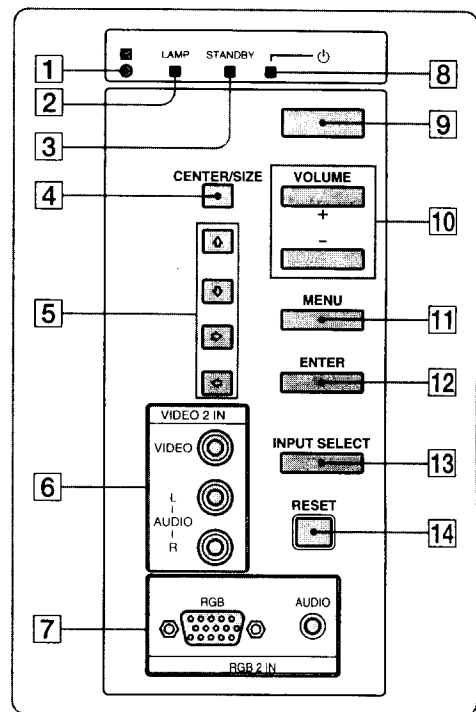 LAMP STANDBY
1
2
8
3
9
CENTER/SIZE
VOLUME
4
+
10
-
5
MENU
11
ENTER
12
VIDEO 2 IN
VIDEO
INPUT SELECT
13
6
L
AUDIO
R
RESET
14
7
RGB
AUDIO
RGB 2 IN